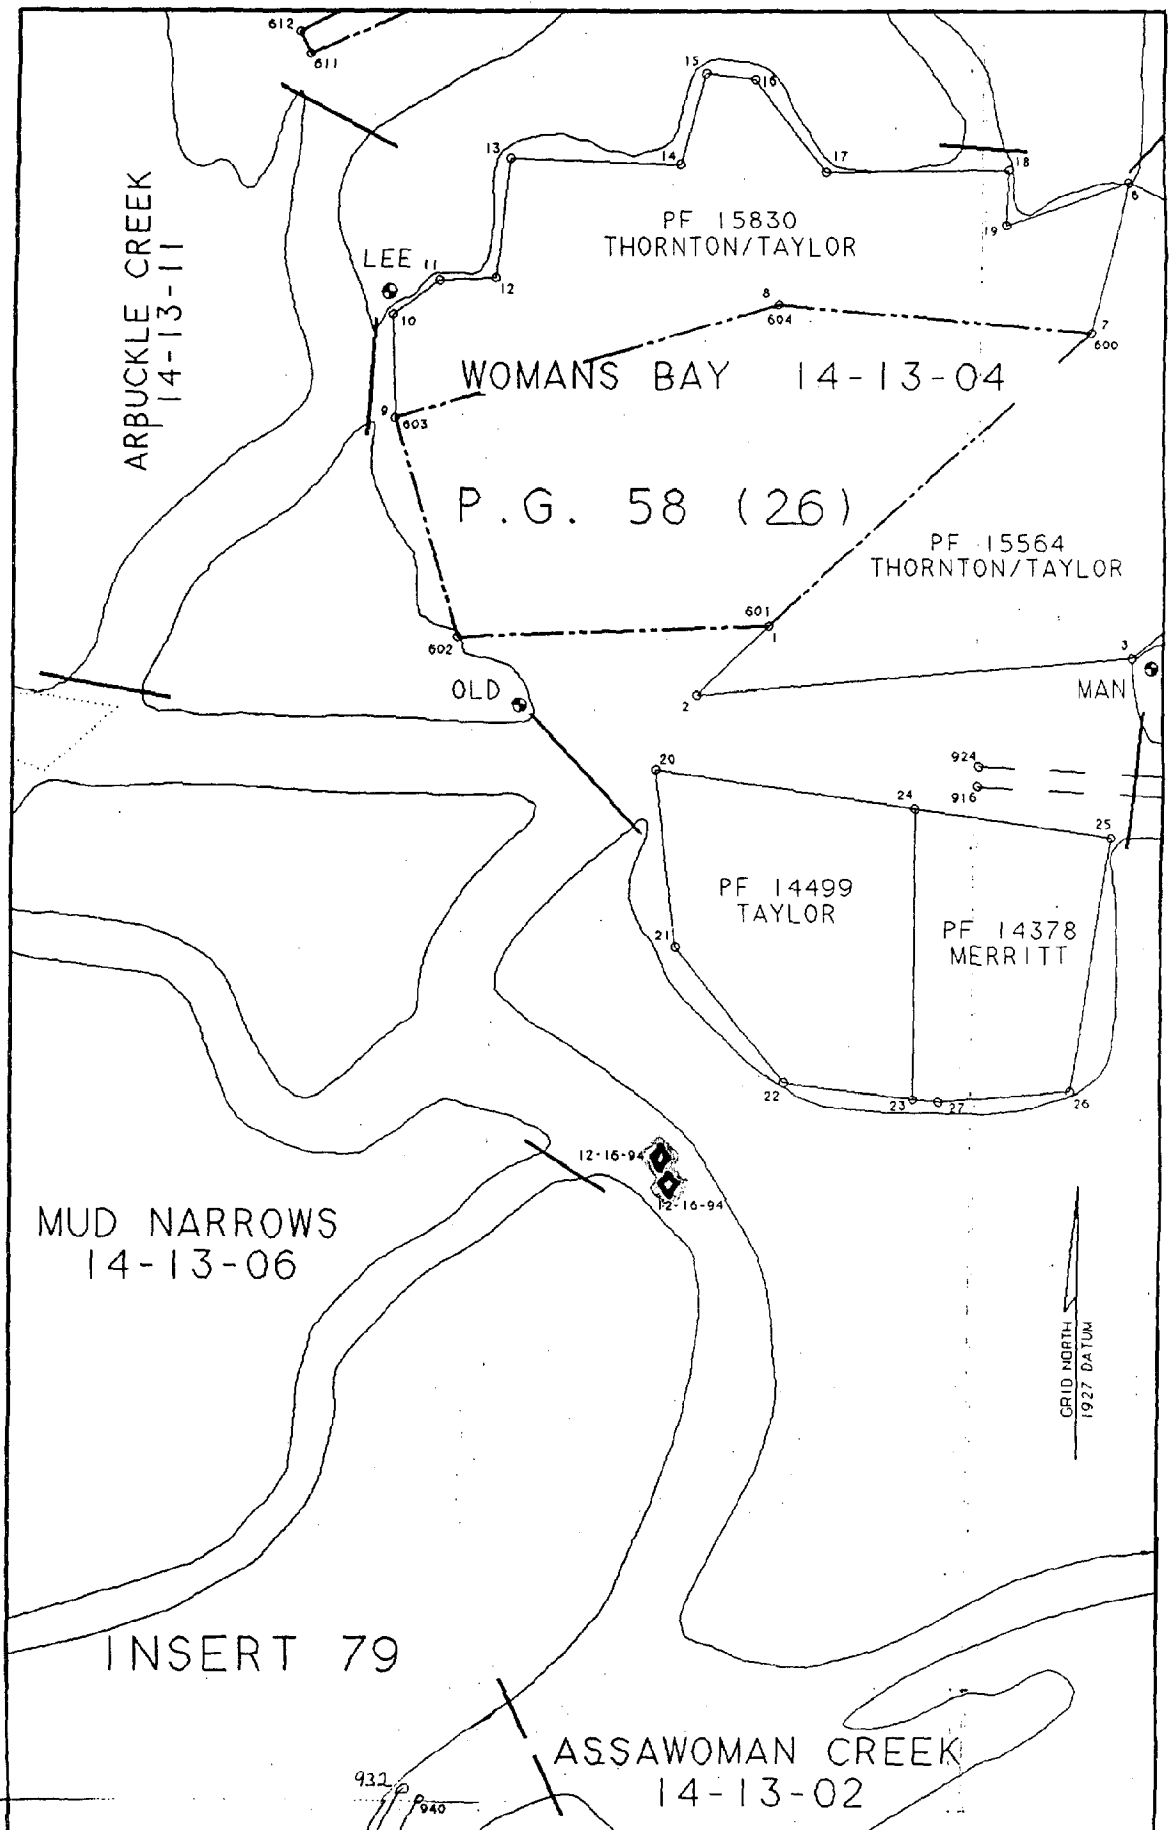 612
611
15
16
13
14
17
18
6
ARBUCKLE CREEK
14-13-11
PF 15830
THORNTON/TAYLOR
19
LEE
11
12
10
8
604
7
600
WOMANS BAY 14-13-04
9
603
P.G. 58 (26)
PF 15564
THORNTON/TAYLOR
601
1
602
3
OLD
2
MAN
20
924
916
24
25
PF 14499
TAYLOR
PF 14378
MERRITT
21
22
23
27
26
12-16-94
12-16-94
MUD NARROWS
14-13-06
GRID NORTH
1927 DATUM
INSERT 79
ASSAWOMAN CREEK
14-13-02
932
940